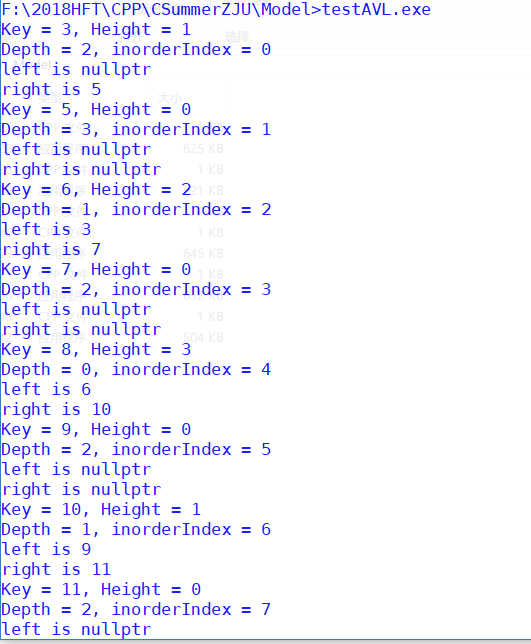 F:\2018HFT\CPP\CSummerZJU\Model>testAVL.exe
Key = 3, Height = 1
Depth = 2, inorderIndex = 0
left is nullptr
right is 5
Key = 5, Height = 0
Depth = 3, inorderIndex = 1
left is nullptr
right is nullptr
Key = 6, Height = 2
Depth = 1, inorderIndex = 2
left is 3
right is 7
Key = 7, Height = 0
Depth = 2, inorderIndex = 3
left is nullptr
right is nullptr
Key = 8, Height = 3
Depth = 0, inorderIndex = 4
left is 6
right is 10
Key = 9, Height = 0
Depth = 2, inorderIndex = 5
left is nullptr
right is nullptr
Key = 10, Height = 1
Depth = 1, inorderIndex = 6
left is 9
right is 11
Key = 11, Height = 0
Depth = 2, inorderIndex = 7
left is nullptr